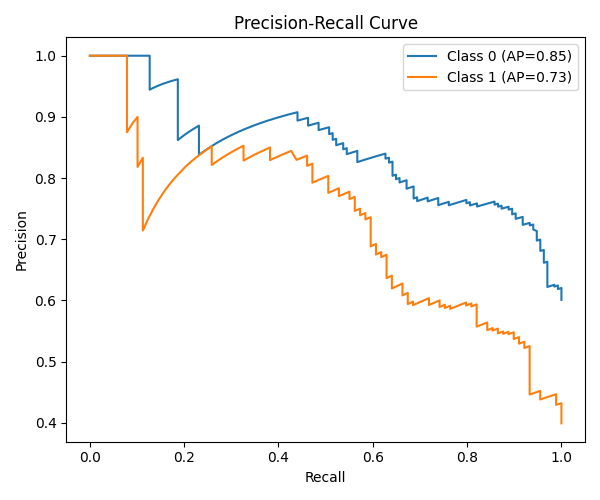 Precision-Recall Curve
Class 0 (AP=0.85)
Class 1 (AP=0.73)
Precision
1.0
0.9
0.8
0.7
0.6
0.5
0.4
0.0 0.2 0.4 0.6 0.8 1.0
Recall